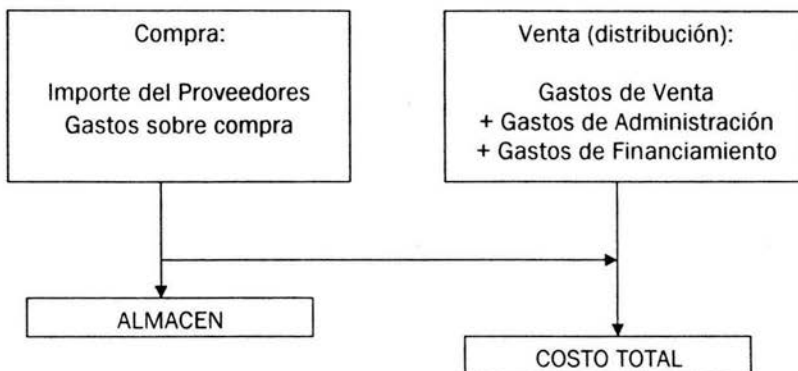 Compra:
Importe del Proveedores
Gastos sobre compra
Venta (distribución):
Gastos de Venta
+ Gastos de Administración
+ Gastos de Financiamiento
ALMACEN
COSTO TOTAL